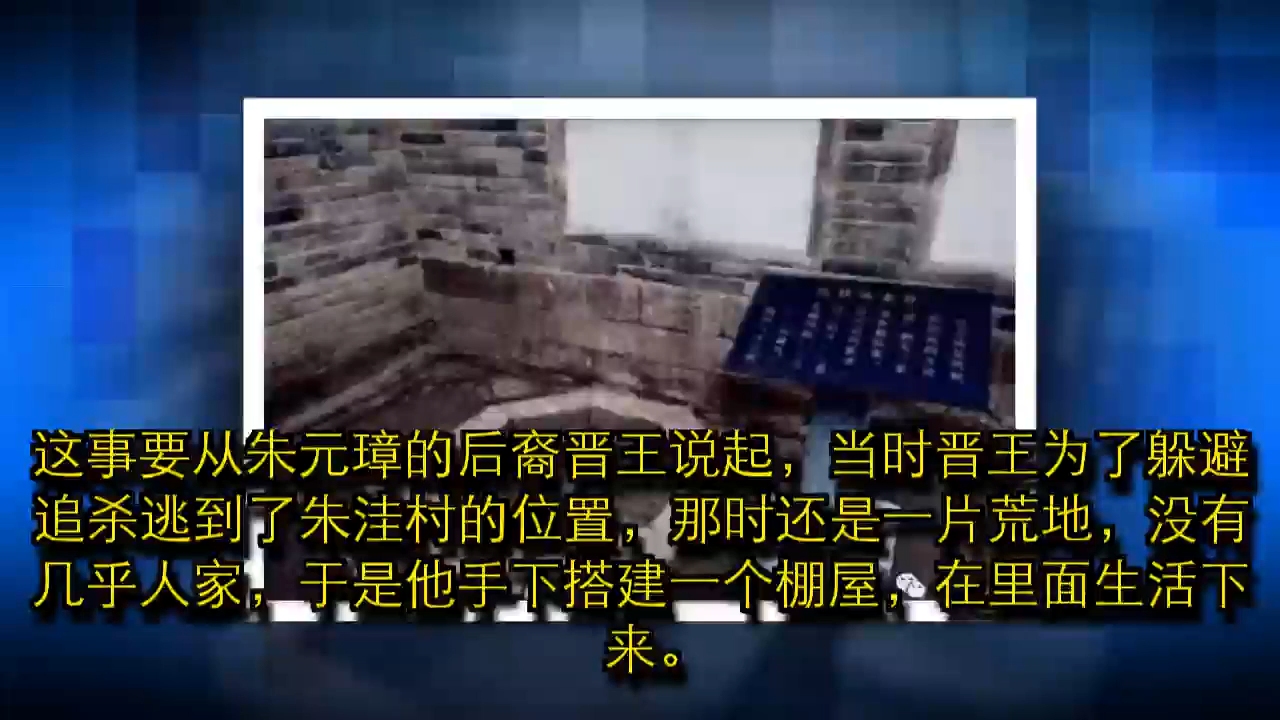 这事要从朱元璋的后裔晋王说起，当时晋王为了躲避
追杀逃到了朱洼村的位置，那时还是一片荒地，没有
几乎人家，于是他手下搭建一个棚屋，在里面生活下
来。